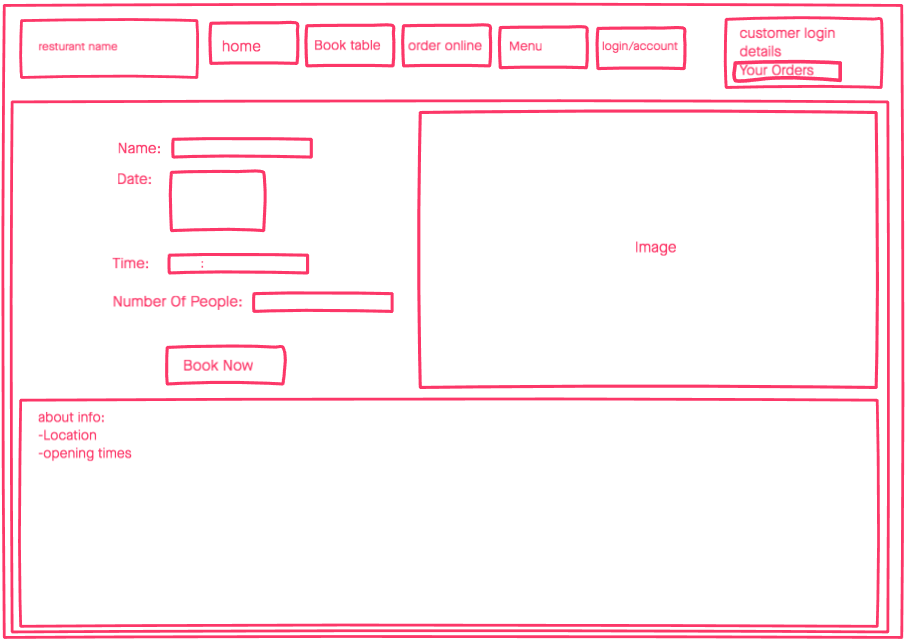 resturant name
home
Book table
order online
Menu
login/account
customer login
details
Your Orders
Name:
Date:
Time: :
Number Of People:
Book Now
Image
about info:
-Location
-opening times